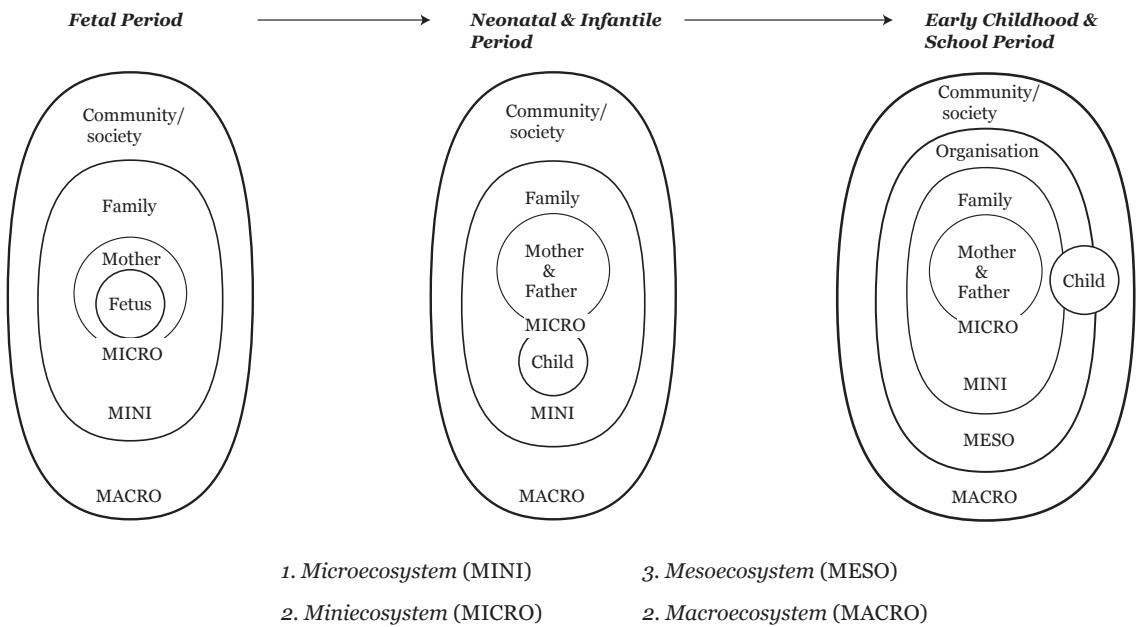 Fetal Period
Neonatal & Infantile
Period
Early Childhood &
School Period
Community/
society
Family
Mother
Fetus
MICRO
MINI
MACRO
Community/
society
Family
Mother
&
Father
MICRO
Child
MINI
MACRO
Community/
society
Organisation
Family
Mother
&
Father
Child
MICRO
MINI
MESO
MACRO
1. Microecosystem (MINI)
3. Mesoecosystem (MESO)
2. Miniecosystem (MICRO)
2. Macroecosystem (MACRO)